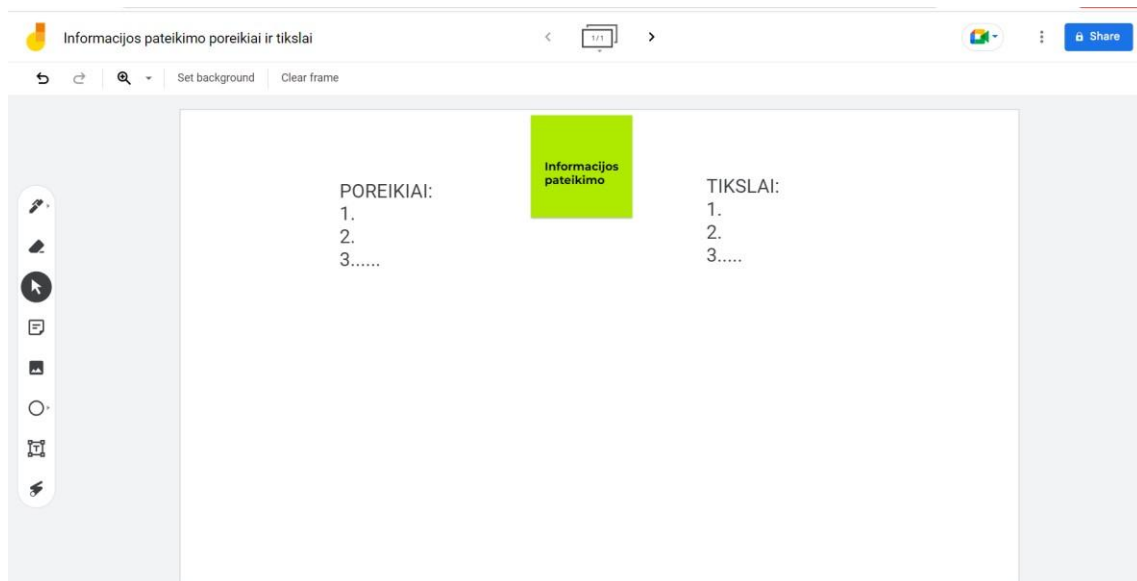 Informacijos pateikimo poreikiai ir tikslai
1/1
Share
Set background
Clear frame
Informacijos
pateikimo
POREIKIAI:
1.
2.
3......
TIKSLAI:
1.
2.
3.....